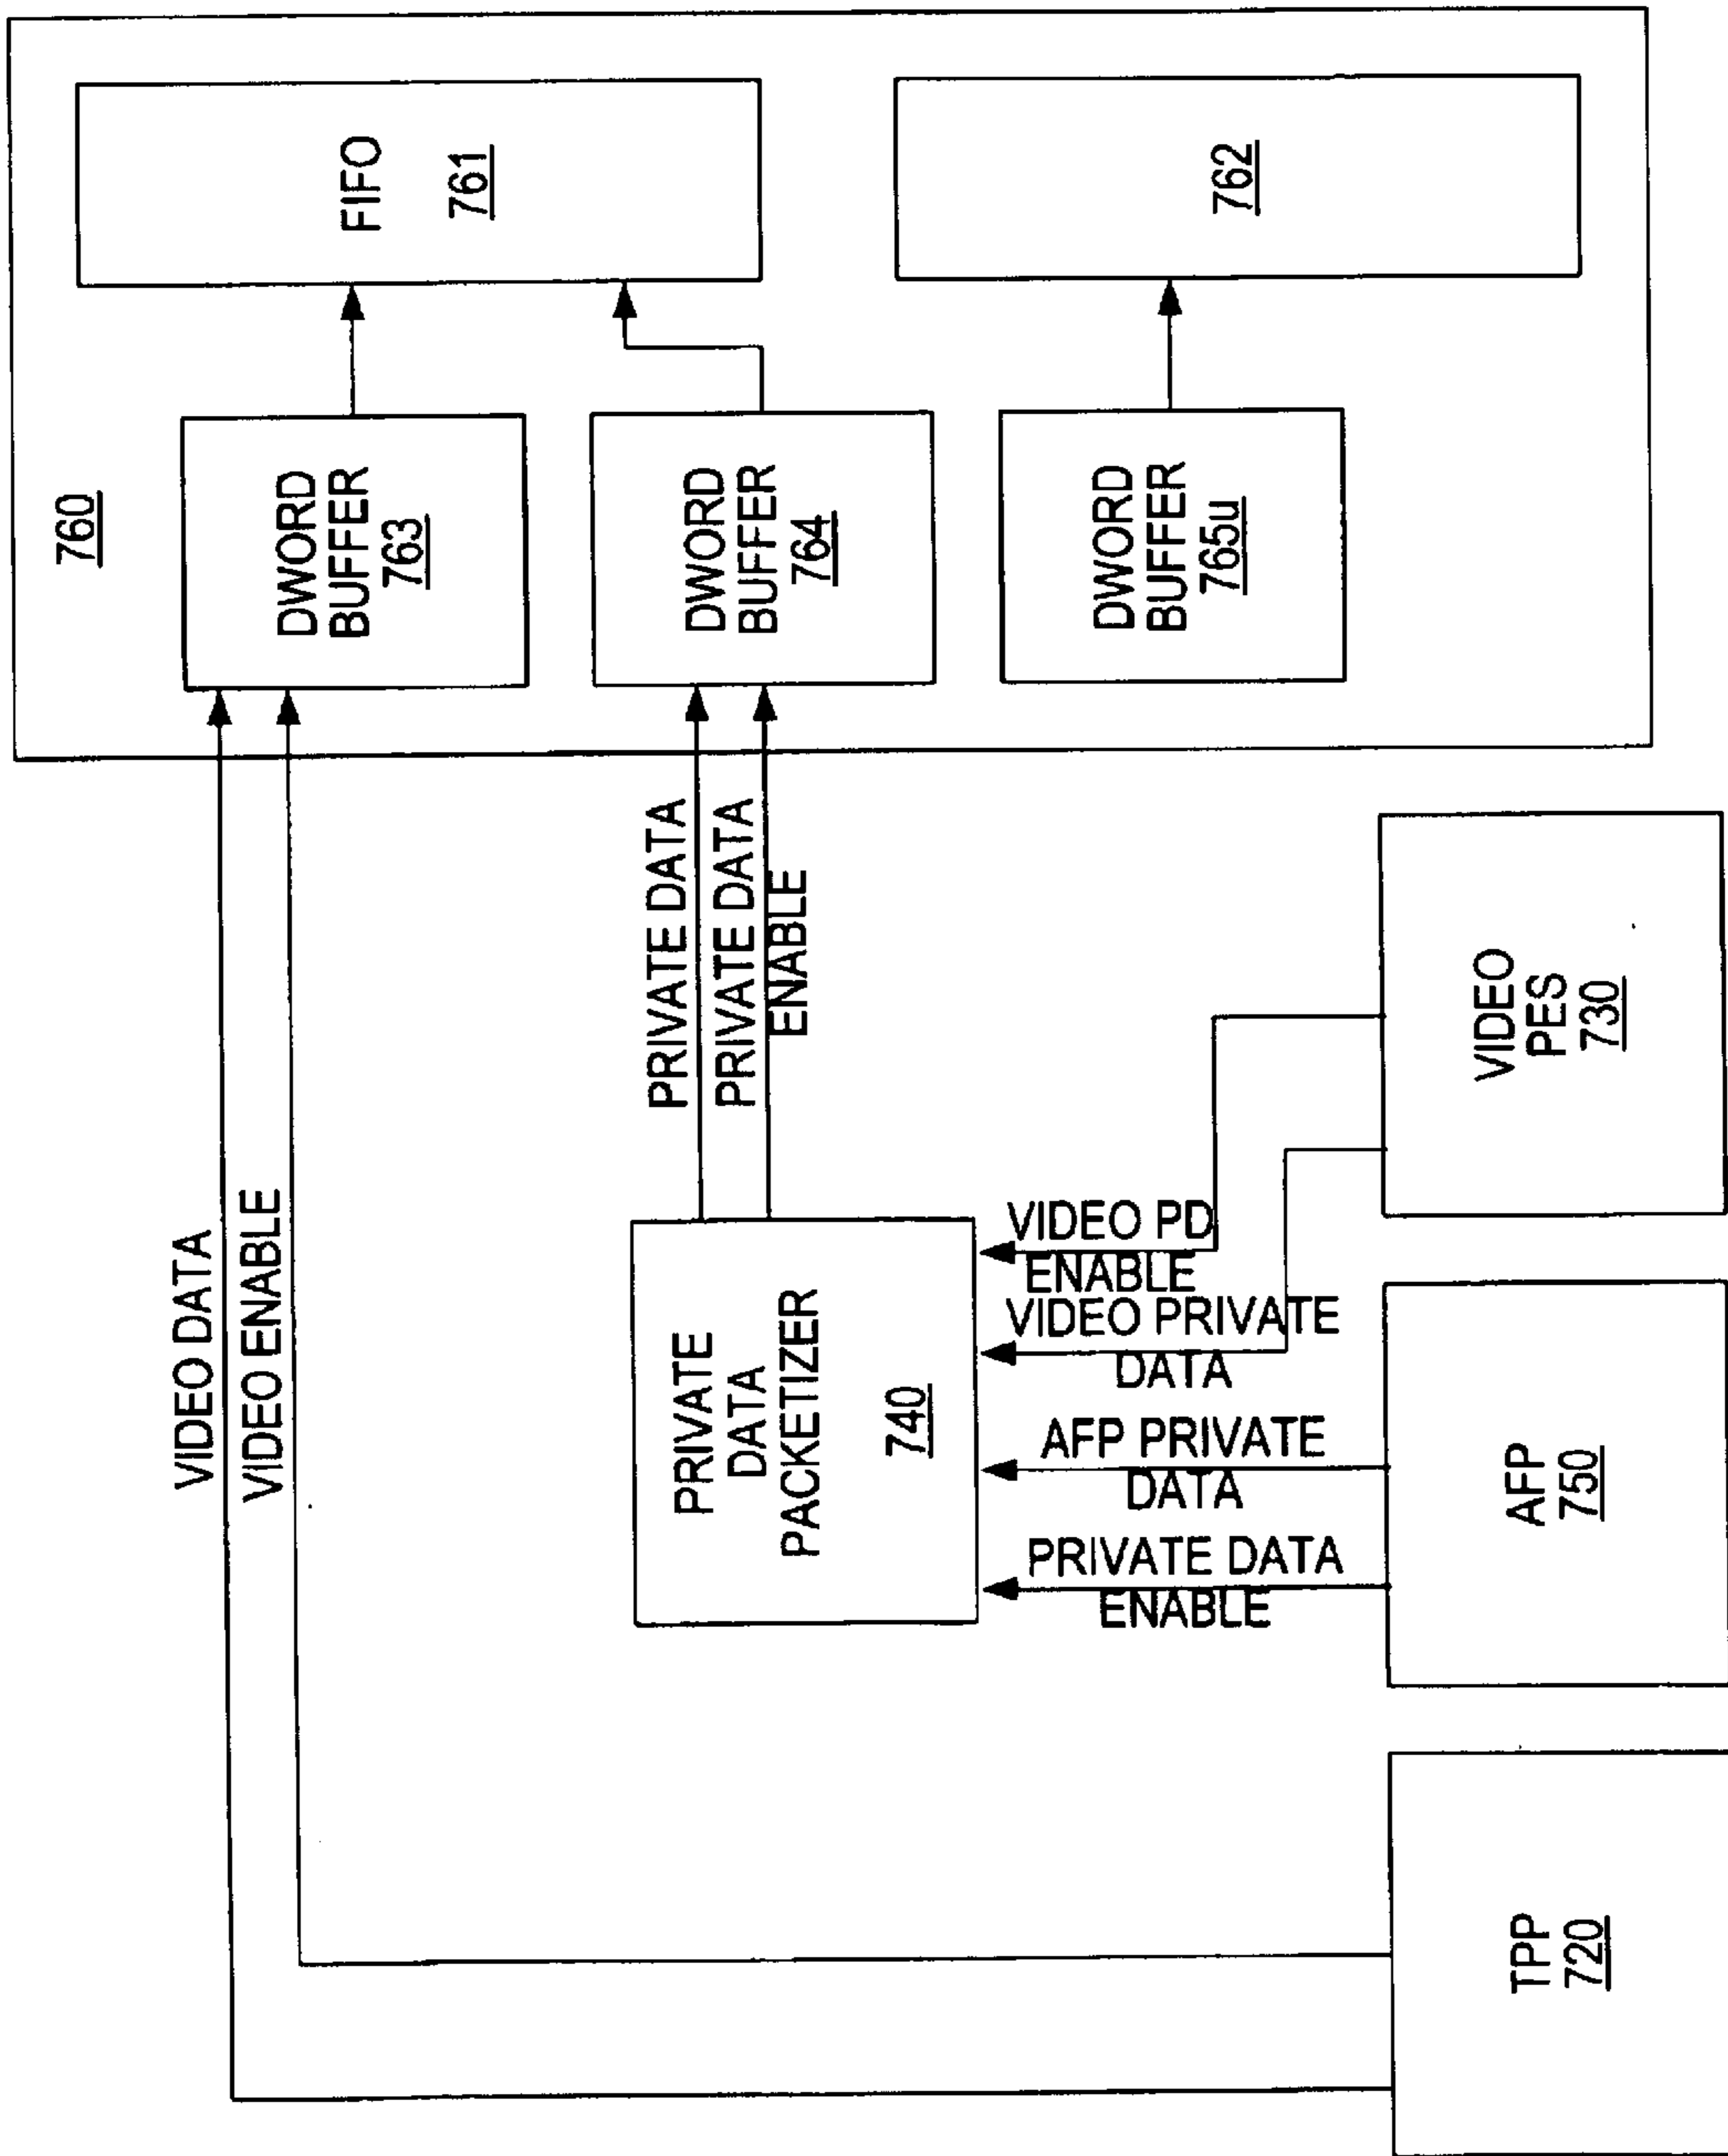 760
FIFO
761
762
DWORD
BUFFER
763
DWORD
BUFFER
764
DWORD
BUFFER
765u
VIDEO DATA
VIDEO ENABLE
PRIVATE DATA
PRIVATE DATA
ENABLE
PRIVATE
DATA
PACKETIZER
740
VIDEO PD
ENABLE
VIDEO PRIVATE
DATA
AFP PRIVATE
DATA
PRIVATE DATA
ENABLE
TPP
720
AFP
750
VIDEO
PES
730